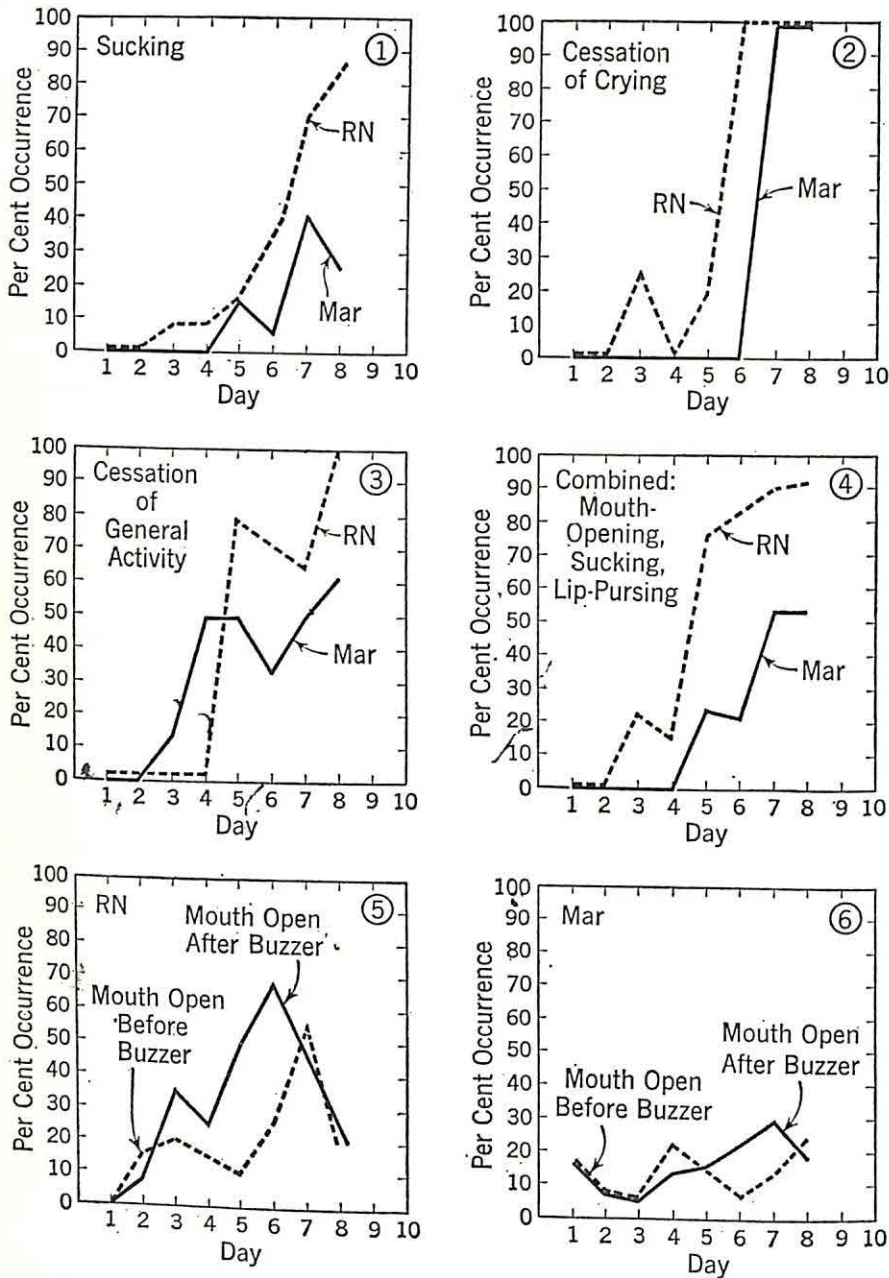 Sucking
①
Per Cent Occurrence
100
90
80
70
60
50
40
30
20
10
0
RN
Mar
1 2 3 4 5 6 7 8 9 10
Day
Cessation
of Crying
②
Per Cent Occurrence
100
90
80
70
60
50
40
30
20
10
0
RN
Mar
1 2 3 4 5 6 7 8 9 10
Day
Cessation
of
General
Activity
③
Per Cent Occurrence
100
90
80
70
60
50
40
30
20
10
0
RN
Mar
1 2 3 4 5 6 7 8 9 10
Day
Combined:
Mouth-
Opening,
Sucking,
Lip-Pursing
④
Per Cent Occurrence
100
90
80
70
60
50
40
30
20
10
0
RN
Mar
1 2 3 4 5 6 7 8 9 10
Day
RN
⑤
Per Cent Occurrence
100
90
80
70
60
50
40
30
20
10
0
Mouth Open
After Buzzer
Mouth Open
Before
Buzzer
1 2 3 4 5 6 7 8 9 10
Day
Mar
⑥
Per Cent Occurrence
100
90
80
70
60
50
40
30
20
10
0
Mouth Open
After Buzzer
Mouth Open
Before Buzzer
1 2 3 4 5 6 7 8 9 10
Day